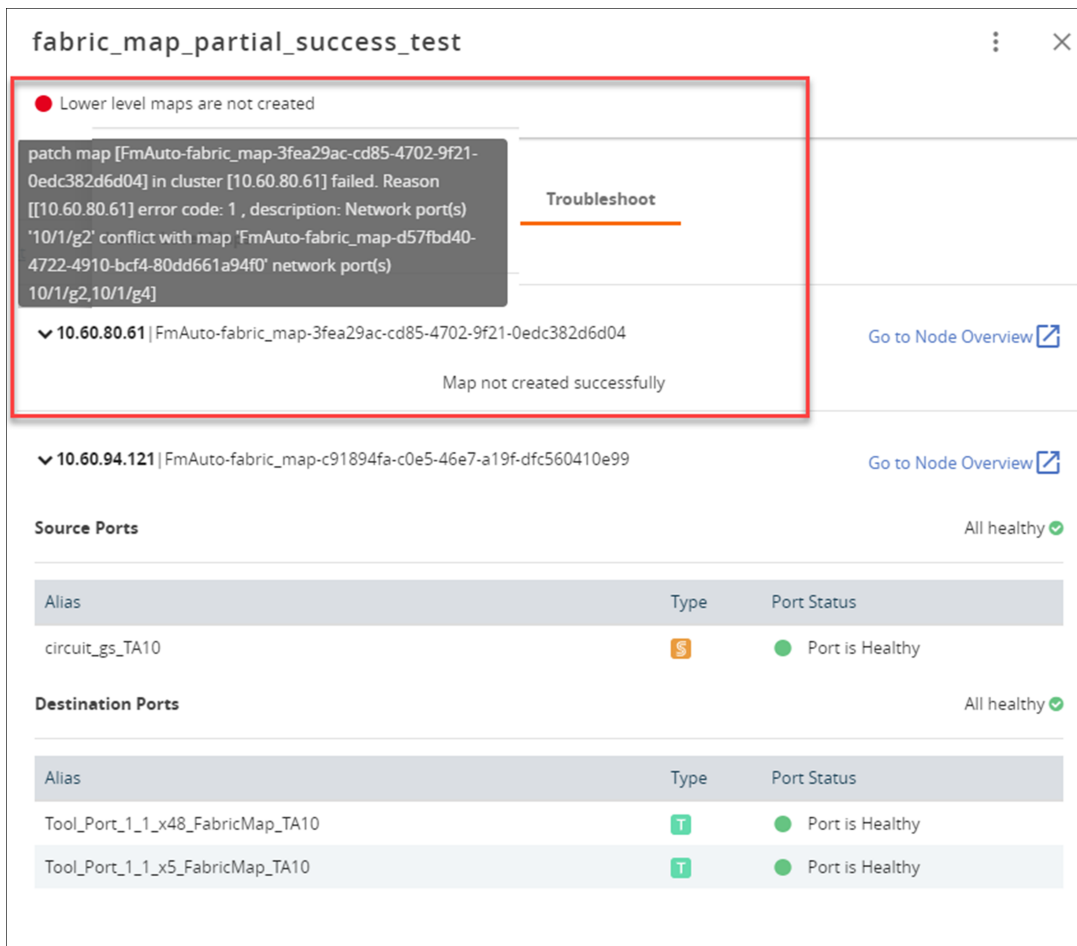 fabric_map_partial_success_test
Lower level maps are not created
patch map [FmAuto-fabric_map-3fea29ac-cd85-4702-9f21-
0edc382d6d04] in cluster [10.60.80.61] failed. Reason
[[10.60.80.61] error code: 1 , description: Network port(s)
'10/1/g2' conflict with map 'FmAuto-fabric_map-d57fbd40-
4722-4910-bcf4-80dd661a94f0' network port(s)
10/1/g2,10/1/g4]
Troubleshoot
10.60.80.61|FmAuto-fabric_map-3fea29ac-cd85-4702-9f21-0edc382d6d04
Go to Node Overview
Map not created successfully
10.60.94.121|FmAuto-fabric_map-c91894fa-c0e5-46e7-a19f-dfc560410e99
Go to Node Overview
Source Ports All healthy
Alias Type Port Status
circuit_gs_TA10 S Port is Healthy
Destination Ports All healthy
Alias Type Port Status
Tool_Port_1_1_x48_FabricMap_TA10 T Port is Healthy
Tool_Port_1_1_x5_FabricMap_TA10 T Port is Healthy